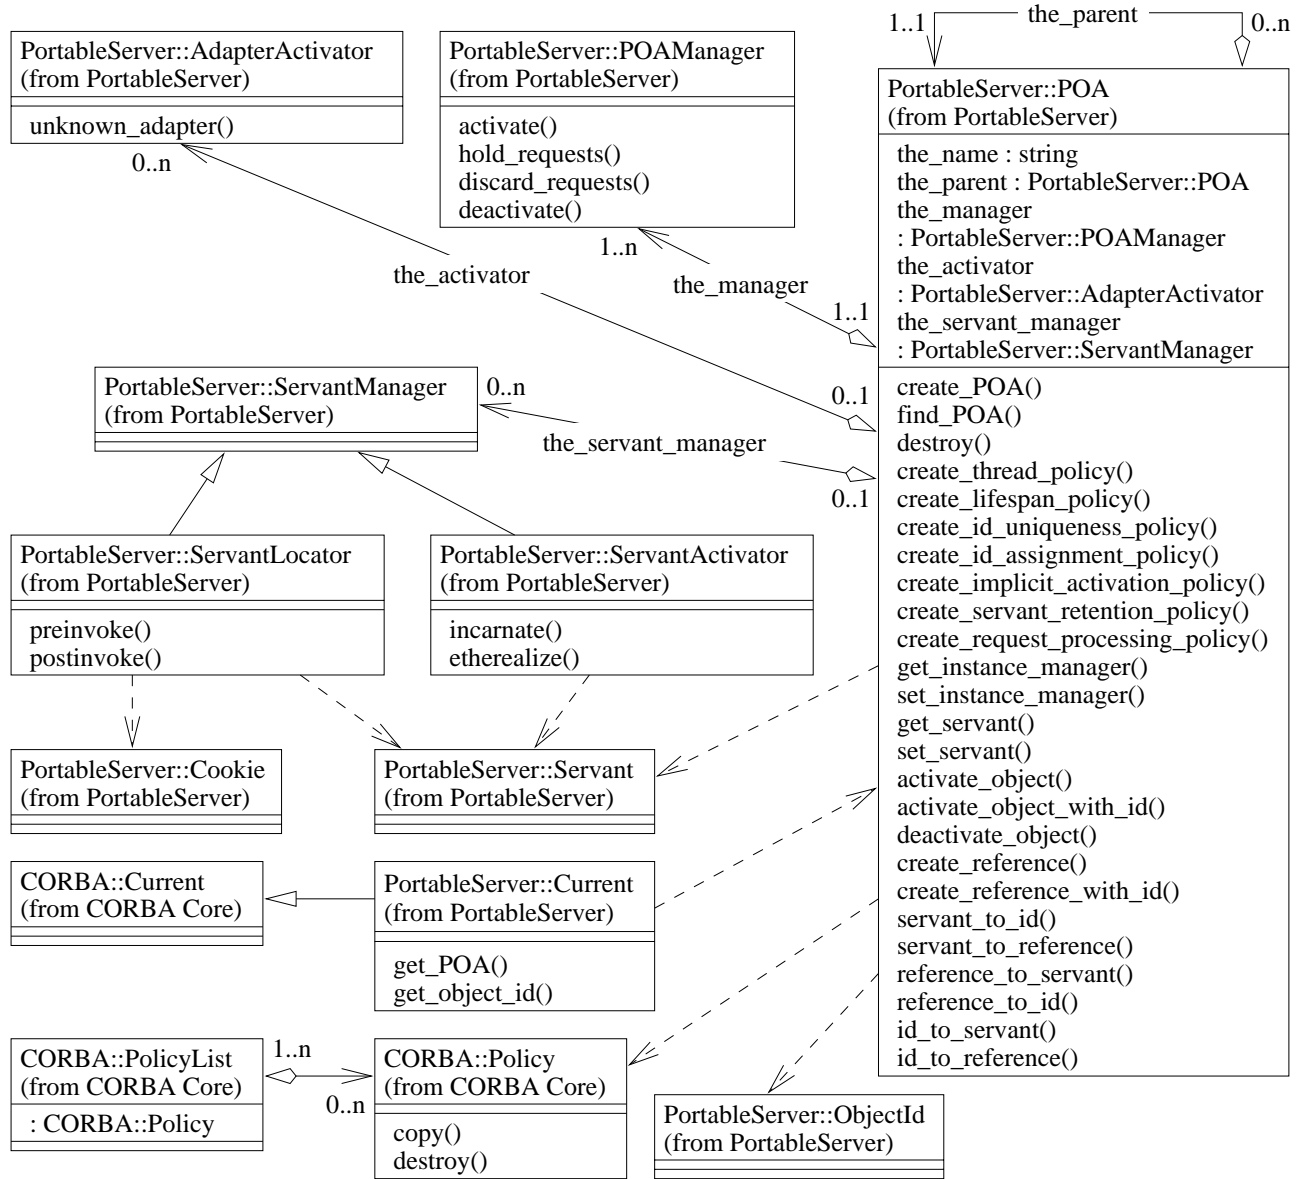 the_parent
1..1
0..n
PortableServer::AdapterActivator
(from PortableServer)
unknown_adapter()
0..n
PortableServer::POAManager
(from PortableServer)
activate()
hold_requests()
discard_requests()
deactivate()
1..n
PortableServer::POA
(from PortableServer)
the_name : string
the_parent : PortableServer::POA
the_manager
: PortableServer::POAManager
the_activator
: PortableServer::AdapterActivator
the_servant_manager
: PortableServer::ServantManager
create_POA()
find_POA()
destroy()
create_thread_policy()
create_lifespan_policy()
create_id_uniqueness_policy()
create_id_assignment_policy()
create_implicit_activation_policy()
create_servant_retention_policy()
create_request_processing_policy()
get_instance_manager()
set_instance_manager()
get_servant()
set_servant()
activate_object()
activate_object_with_id()
deactivate_object()
create_reference()
create_reference_with_id()
servant_to_id()
servant_to_reference()
reference_to_servant()
reference_to_id()
id_to_servant()
id_to_reference()
the_activator
the_manager
1..1
0..1
PortableServer::ServantManager
(from PortableServer)
0..n
the_servant_manager
0..1
PortableServer::ServantLocator
(from PortableServer)
preinvoke()
postinvoke()
PortableServer::ServantActivator
(from PortableServer)
incarnate()
etherealize()
PortableServer::Cookie
(from PortableServer)
PortableServer::Servant
(from PortableServer)
CORBA::Current
(from CORBA Core)
PortableServer::Current
(from PortableServer)
get_POA()
get_object_id()
CORBA::PolicyList
(from CORBA Core)
: CORBA::Policy
1..n
0..n
CORBA::Policy
(from CORBA Core)
copy()
destroy()
PortableServer::ObjectId
(from PortableServer)